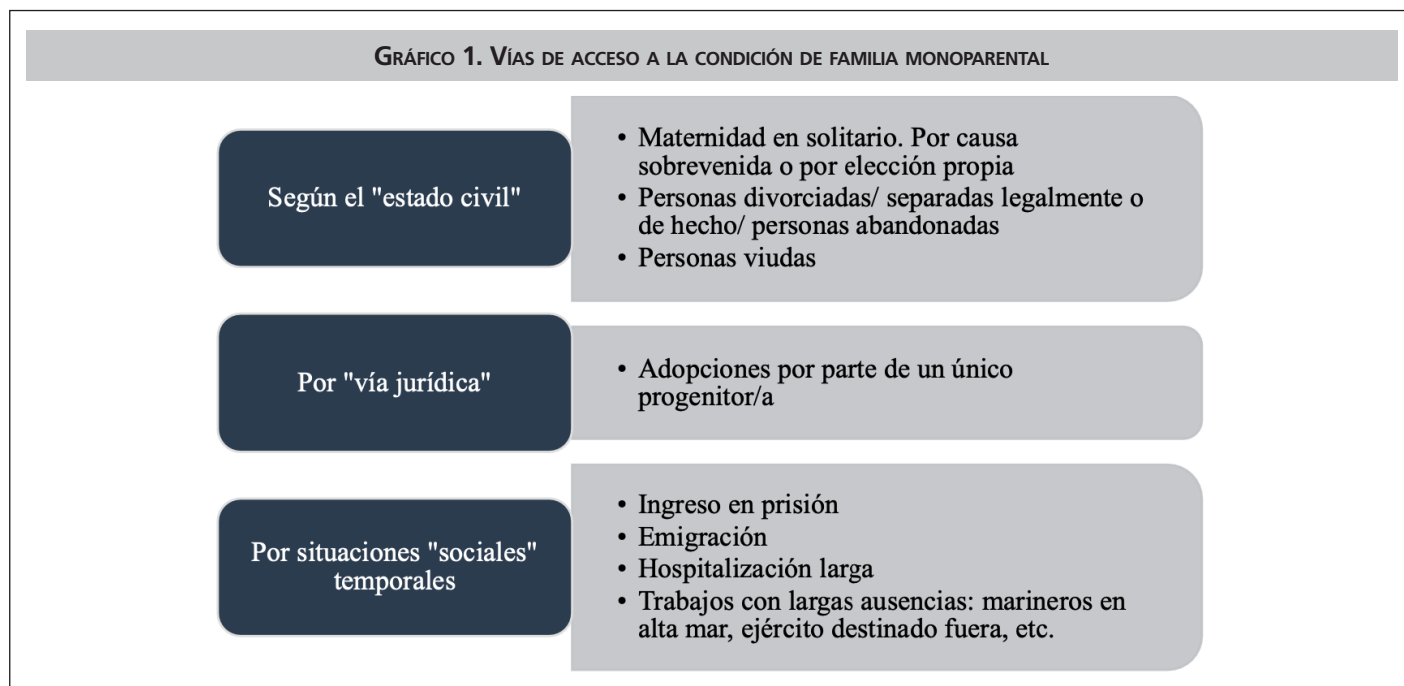 GRÁFICO 1. VÍAS DE ACCESO A LA CONDICIÓN DE FAMILIA MONOPARENTAL
Según el "estado civil"
• Maternidad en solitario. Por causa
sobrevenida o por elección propia
• Personas divorciadas/ separadas legalmente o
de hecho/ personas abandonadas
• Personas viudas
Por "vía jurídica"
• Adopciones por parte de un único
progenitor/a
Por situaciones "sociales"
temporales
• Ingreso en prisión
• Emigración
• Hospitalización larga
• Trabajos con largas ausencias: marineros en
alta mar, ejército destinado fuera, etc.